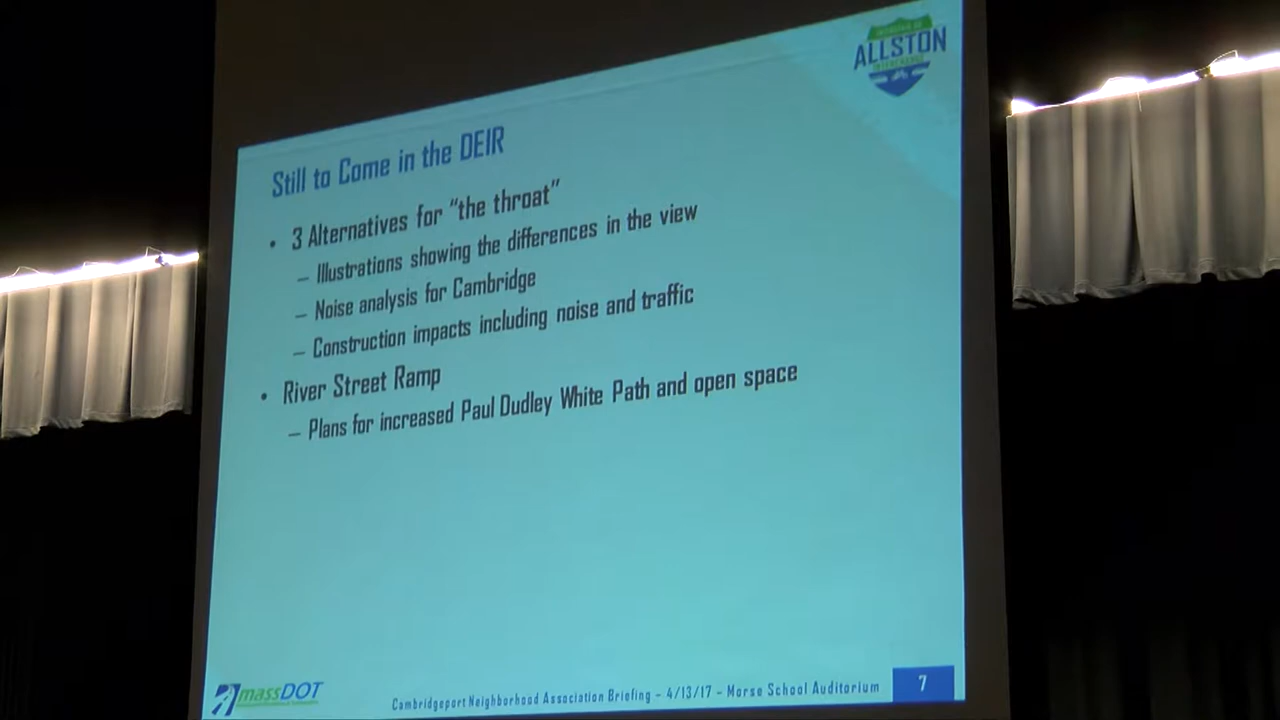 ALLSTON
INTERCHANGE
Still to Come in the DEIR
• 3 Alternatives for "the throat"
– Illustrations showing the differences in the view
– Noise analysis for Cambridge
– Construction impacts including noise and traffic
• River Street Ramp
– Plans for increased Paul Dudley White Path and open space
massDOT
Cambridgeport Neighborhood Association Briefing – 4/13/17 – Morse School Auditorium
7